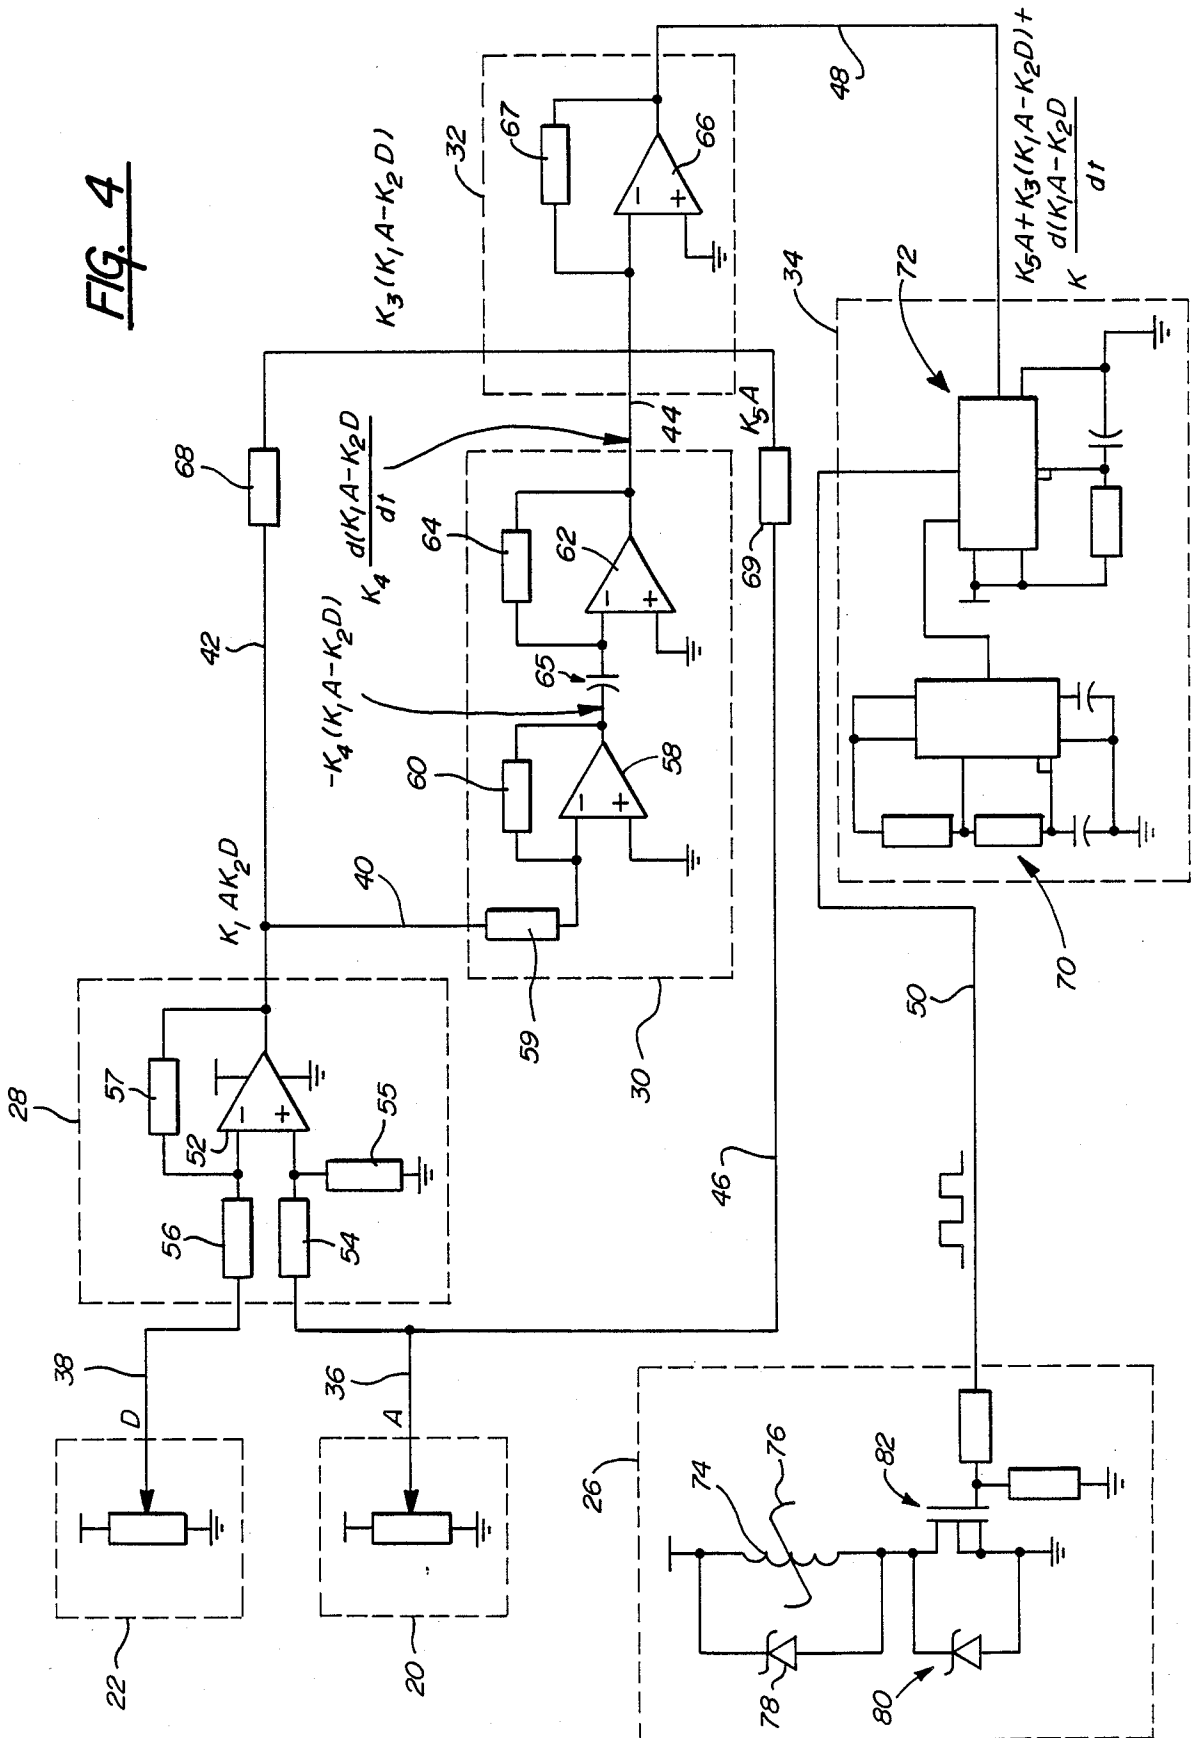 FIG. 4
28
57
52
56
54
55
38
D
22
36
A
20
K₁AK₂D
42
68
40
59
30
60
58
-K₄(K₁A-K₂D)
65
64
62
K₄ d(K₁A-K₂D
dt
44
K₃(K₁A-K₂D)
32
67
66
K₅A
69
46
48
K₅A+K₃(K₁A-K₂D)+
K d(K₁A-K₂D
dt
34
72
70
50
26
74
76
78
80
82
- + - + - + - +